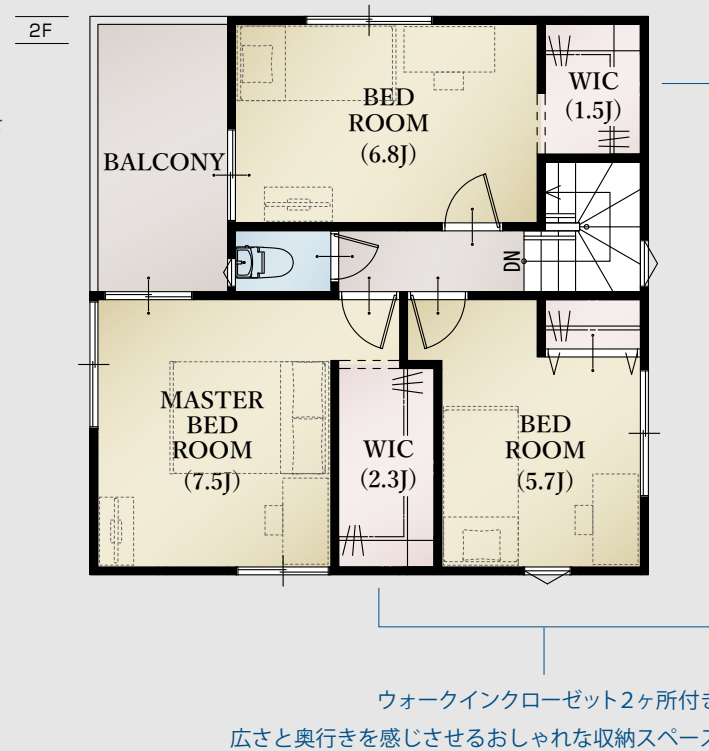 2F
BED
ROOM
(6.8J)
WIC
(1.5J)
BALCONY
DN
MASTER
BED
ROOM
(7.5J)
WIC
(2.3J)
BED
ROOM
(5.7J)
ウォークインクローゼット2ヶ所付き
広さと奥行きを感じさせるおしゃれな収納スペース